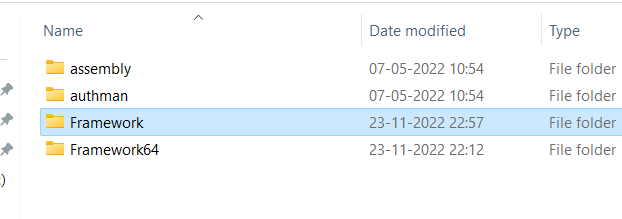 Name Date modified Type
assembly 07-05-2022 10:54 File folder
authman 07-05-2022 10:54 File folder
Framework 23-11-2022 22:57 File folder
Framework64 23-11-2022 22:12 File folder
:)